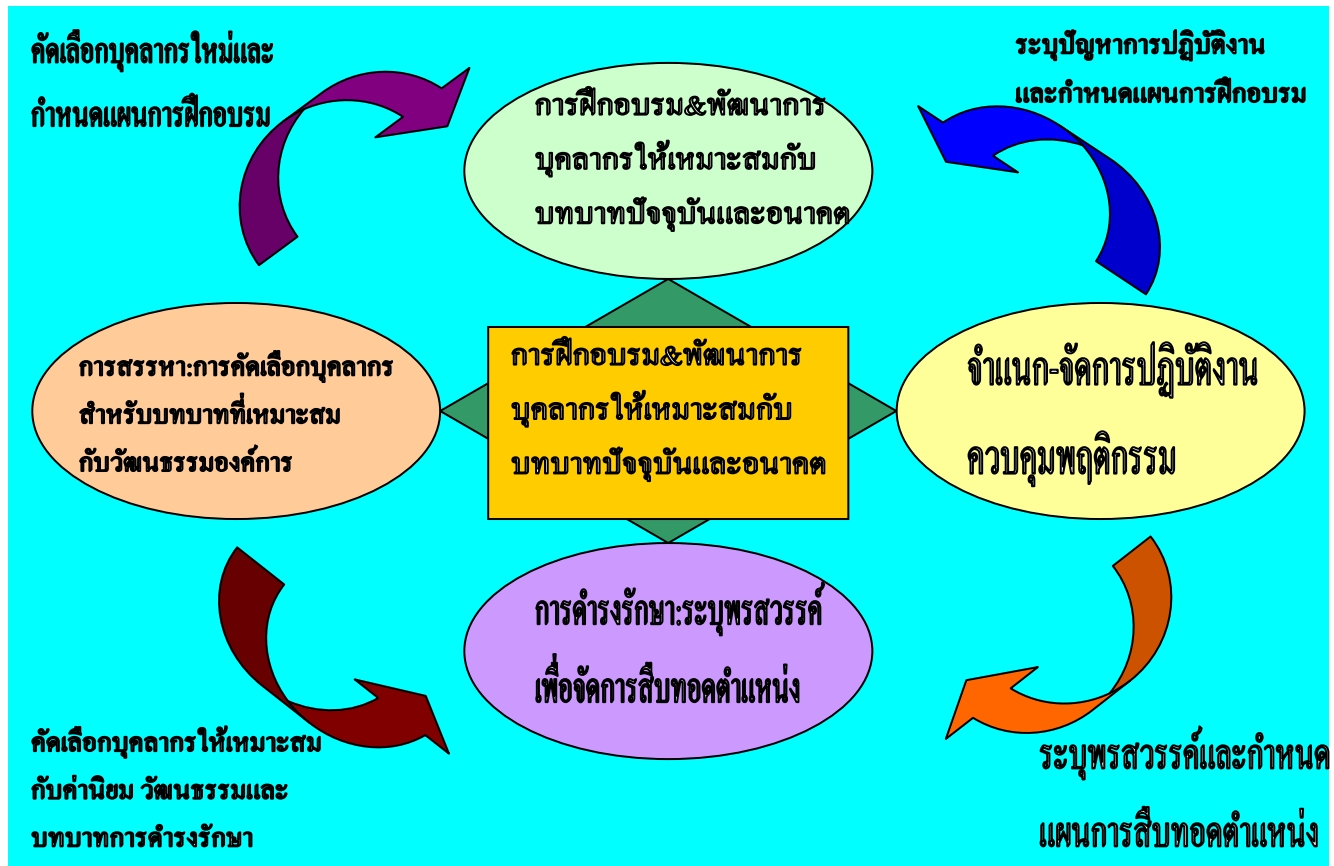 คัดเลือกบุคลากรใหม่และ
กำหนดแผนการฝึกอบรม
ระบุปัญหาการปฏิบัติงาน
และกำหนดแผนการฝึกอบรม
การฝึกอบรม&พัฒนาการ
บุคลากรให้เหมาะสมกับ
บทบาทปัจจุบันและอนาคต
การสรรหา:การคัดเลือกบุคลากร
สำหรับบทบาทที่เหมาะสม
กับวัฒนธรรมองค์การ
การฝึกอบรม&พัฒนาการ
บุคลากรให้เหมาะสมกับ
บทบาทปัจจุบันและอนาคต
จำแนก-จัดการปฏิบัติงาน
ควบคุมพฤติกรรม
การดำรงรักษา:ระบุพรสวรรค์
เพื่อจัดการสืบทอดตำแหน่ง
คัดเลือกบุคลากรให้เหมาะสม
กับค่านิยม วัฒนธรรมและ
บทบาทการดำรงรักษา
ระบุพรสวรรค์และกำหนด
แผนการสืบทอดตำแหน่ง